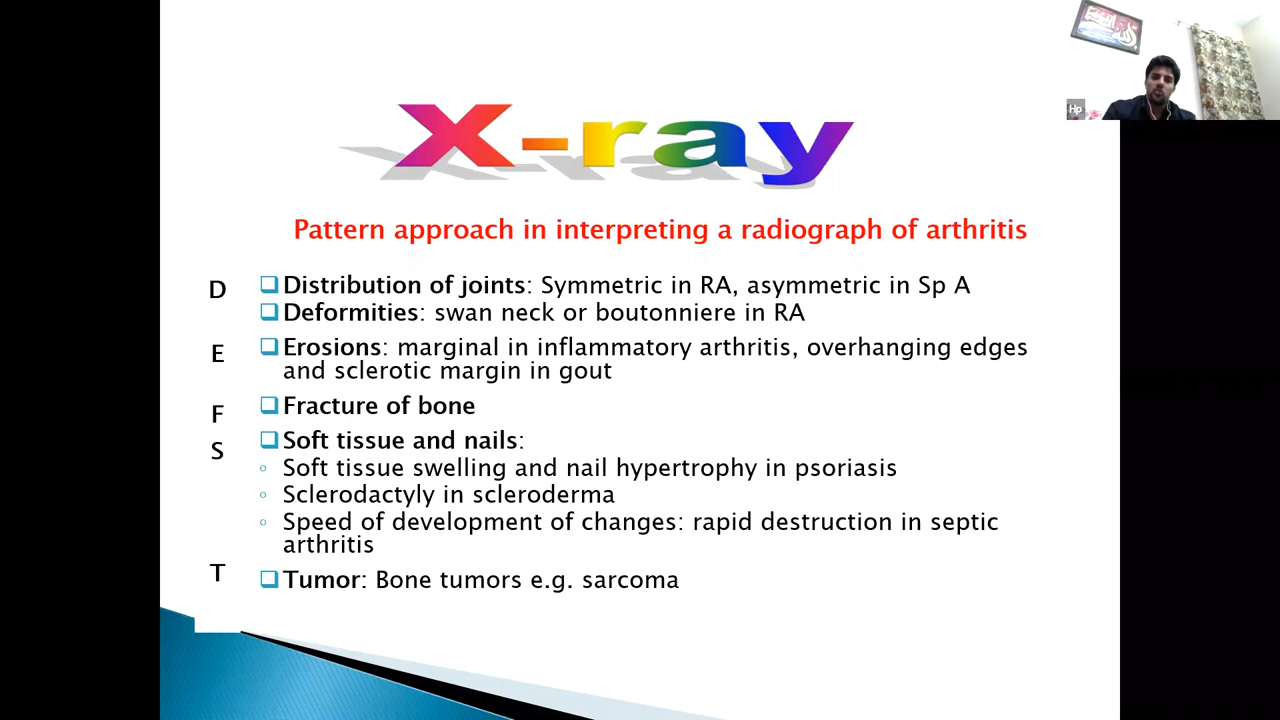 X-ray
Pattern approach in interpreting a radiograph of arthritis
D
❑Distribution of joints: Symmetric in RA, asymmetric in Sp A
❑Deformities: swan neck or boutonniere in RA
E
❑Erosions: marginal in inflammatory arthritis, overhanging edges
and sclerotic margin in gout
F
❑Fracture of bone
S
❑Soft tissue and nails:
◦ Soft tissue swelling and nail hypertrophy in psoriasis
◦ Sclerodactyly in scleroderma
◦ Speed of development of changes: rapid destruction in septic
arthritis
T
❑Tumor: Bone tumors e.g. sarcoma
Hp